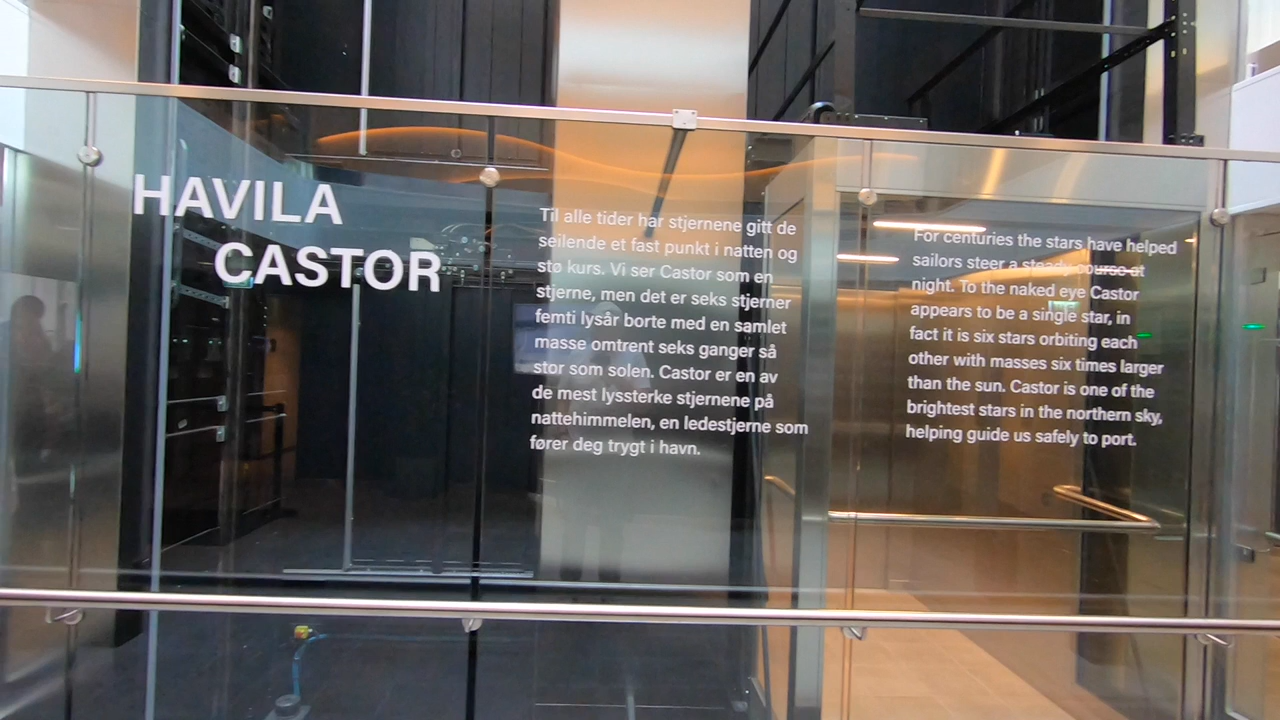 HAVILA
CASTOR
Til alle tider har stjernene gitt de
seilende et fast punkt i natten og
stø kurs. Vi ser Castor som en
stjerne, men det er seks stjerner
femti lysår borte med en samlet
masse omtrent seks ganger så
stor som solen. Castor er en av
de mest lyssterke stjernene på
nattehimmelen, en ledestjerne som
fører deg trygt i havn.
For centuries the stars have helped
sailors steer a steady course at
night. To the naked eye Castor
appears to be a single star, in
fact it is six stars orbiting each
other with masses six times larger
than the sun. Castor is one of the
brightest stars in the northern sky,
helping guide us safely to port.